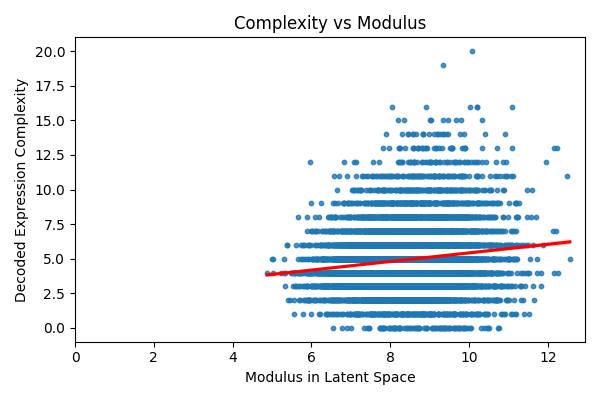 Complexity vs Modulus
Decoded Expression Complexity
20.0
17.5
15.0
12.5
10.0
7.5
5.0
2.5
0.0
0 2 4 6 8 10 12
Modulus in Latent Space